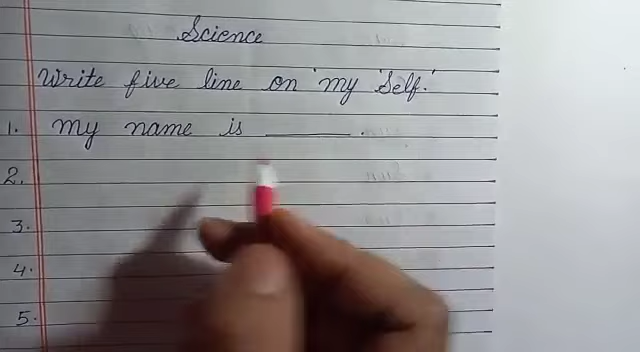 Science
Write five line on 'my Self.'
1. my name is ______.
2.
3.
4.
5.